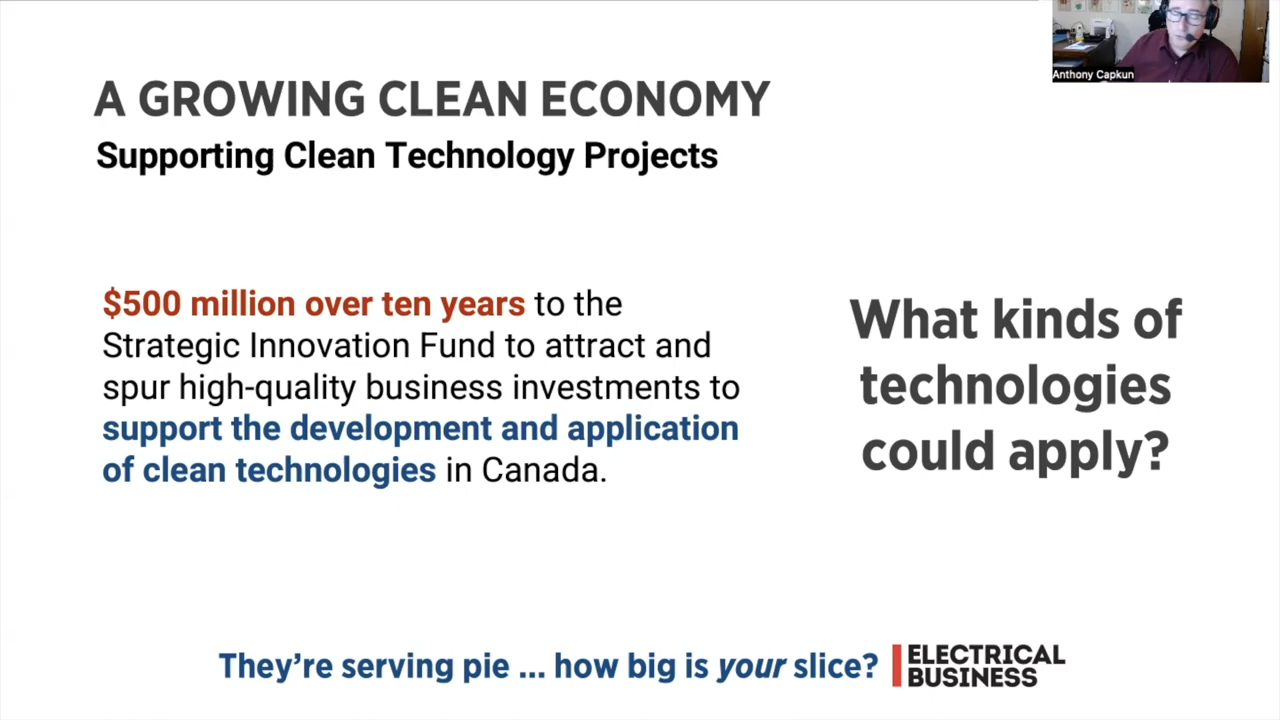 Anthony Capkun
A GROWING CLEAN ECONOMY
Supporting Clean Technology Projects
$500 million over ten years to the
Strategic Innovation Fund to attract and
spur high-quality business investments to
support the development and application
of clean technologies in Canada.
What kinds of
technologies
could apply?
They’re serving pie ... how big is your slice?
ELECTRICAL
BUSINESS